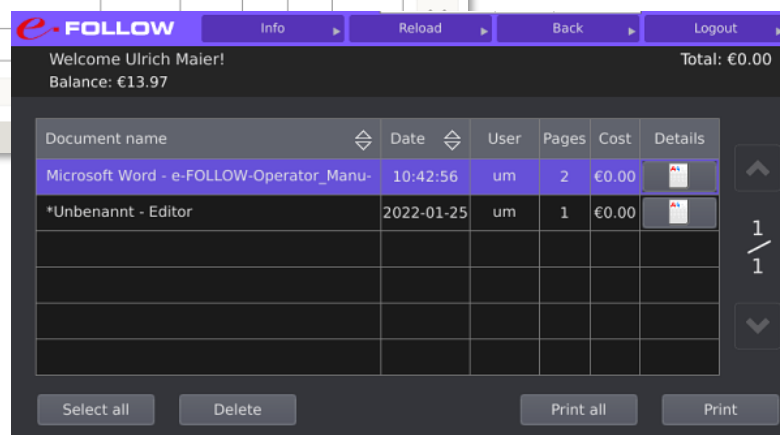 e-FOLLOW Info Reload Back Logout
Welcome Ulrich Maier! Total: €0.00
Balance: €13.97
Document name Date User Pages Cost Details
Microsoft Word - e-FOLLOW-Operator_Manu- 10:42:56 um 2 €0.00
*Unbenannt - Editor 2022-01-25 um 1 €0.00
1
1
Select all Delete Print all Print